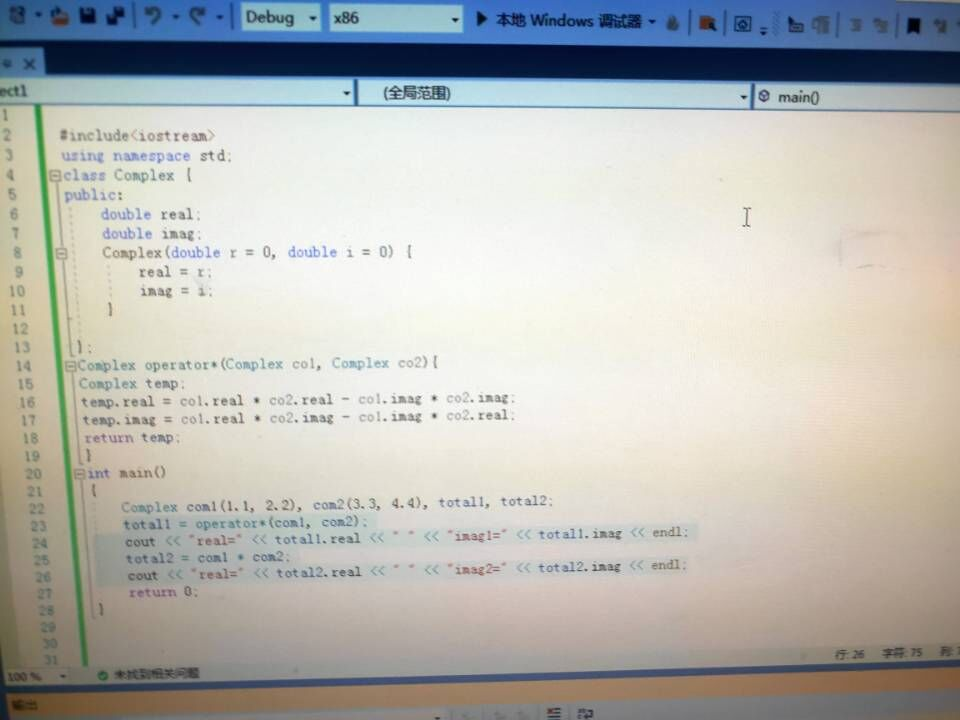 Debug
x86
本地 Windows 调试器
ect1
(全局范围)
main()
1
2 #include<iostream>
3 using namespace std;
4 class Complex {
5 public:
6 double real;
7 double imag;
8 Complex(double r = 0, double i = 0) {
9 real = r;
10 imag = i;
11 }
12
13 };
14 Complex operator*(Complex co1, Complex co2){
15 Complex temp;
16 temp.real = co1.real * co2.real - co1.imag * co2.imag;
17 temp.imag = co1.real * co2.imag - co1.imag * co2.real;
18 return temp;
19 }
20 int main()
21 {
22 Complex com1(1.1, 2.2), com2(3.3, 4.4), total1, total2;
23 total1 = operator*(com1, com2);
24 cout << "real=" << total1.real << " " << "imag1=" << total1.imag << endl;
25 total2 = com1 * com2;
26 cout << "real=" << total2.real << " " << "imag2=" << total2.imag << endl;
27 return 0;
28 }
29
30
31
行: 26 字符: 75 列:
100 % 未找到相关问题
输出